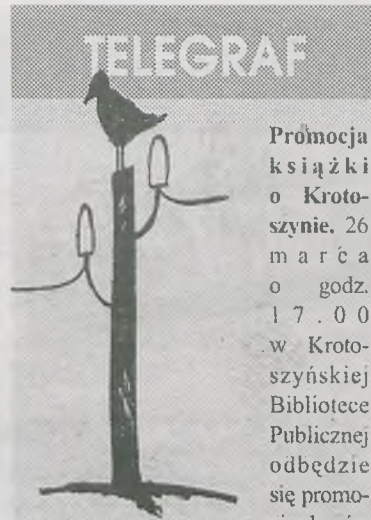 TELEGRAF
Promocja
książki
o Kroto-
szynie. 26
marca
o godz.
17.00
w Kroto-
szyńskiej
Bibliotece
Publicznej
odbędzie
się promo-